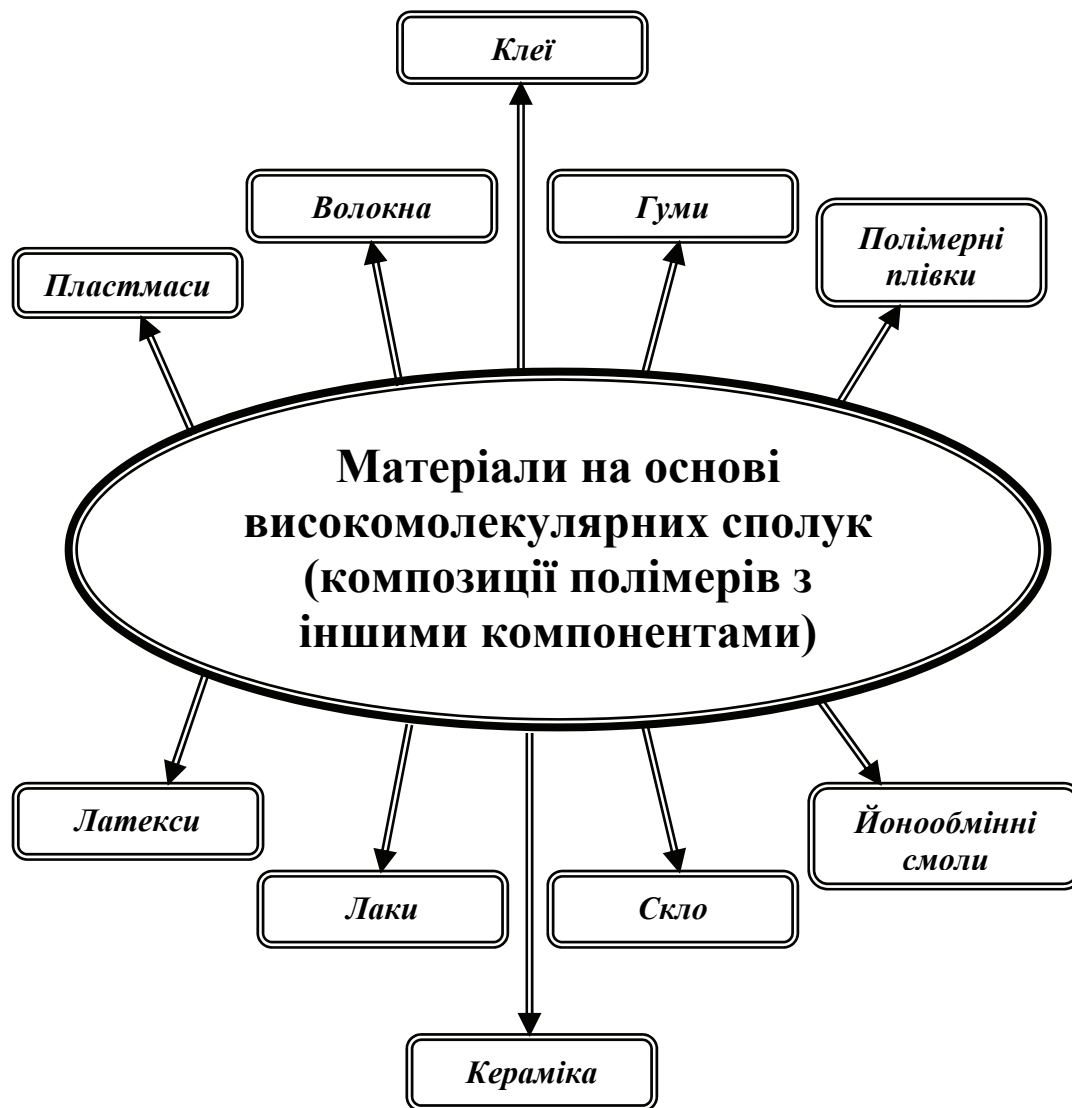 Клеї
Волокна
Гуми
Полімерні
плівки
Пластмаси
Матеріали на основі
високомолекулярних сполук
(композиції полімерів з
іншими компонентами)
Латекси
Йонообмінні
смоли
Лаки
Скло
Кераміка